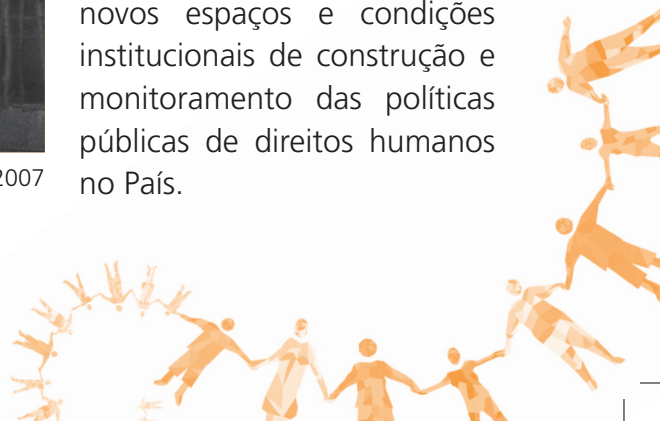 novos espaços e condições
institucionais de construção e
monitoramento das políticas
públicas de direitos humanos
2007
no País.